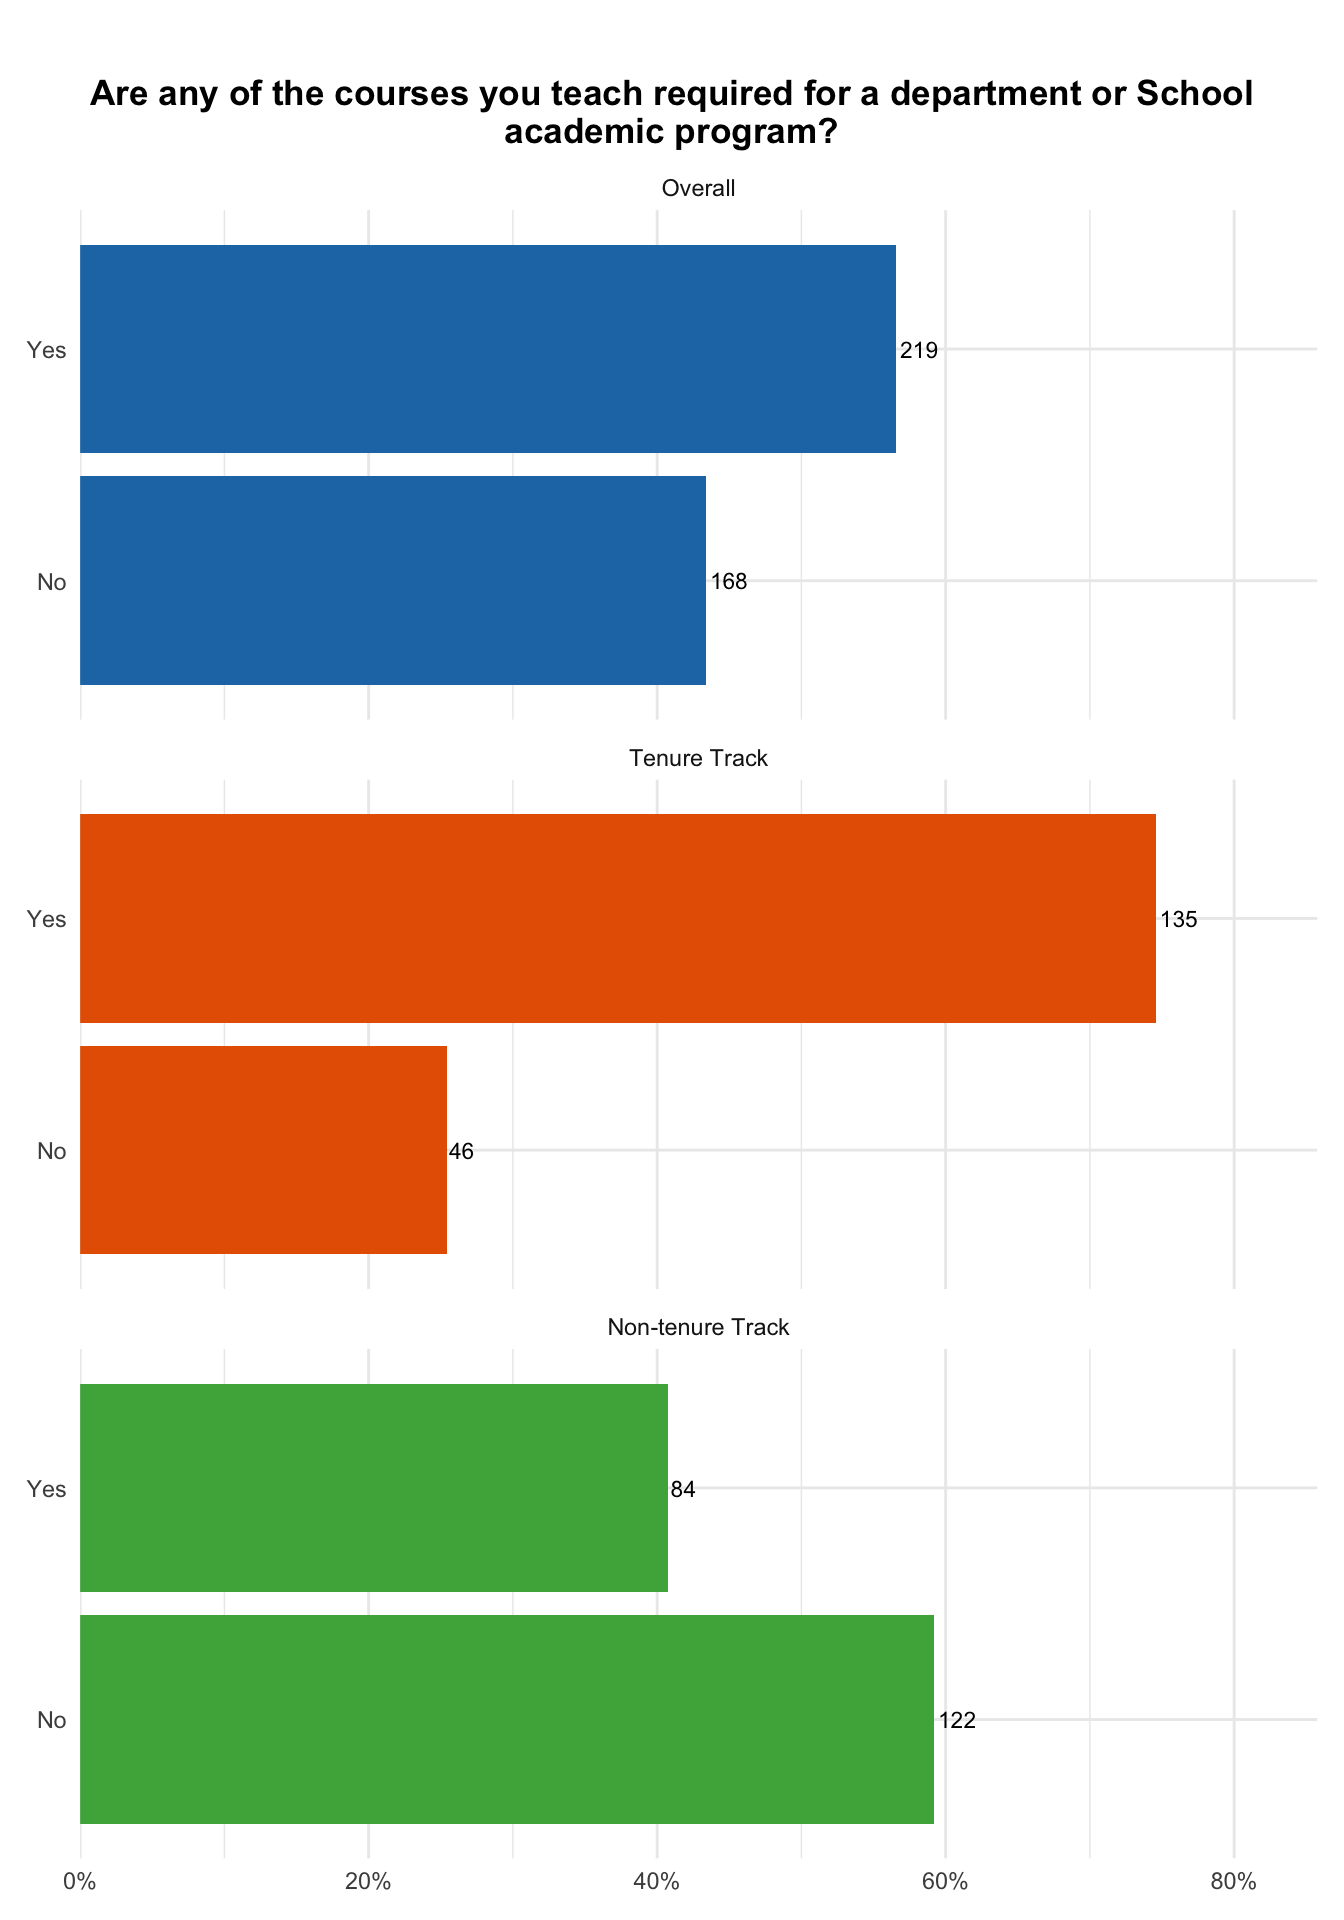 Are any of the courses you teach required for a department or School
academic program?
Overall
Yes
219
No
168
Tenure Track
Yes
135
No
46
Non-tenure Track
Yes
84
No
122
0%
20%
40%
60%
80%